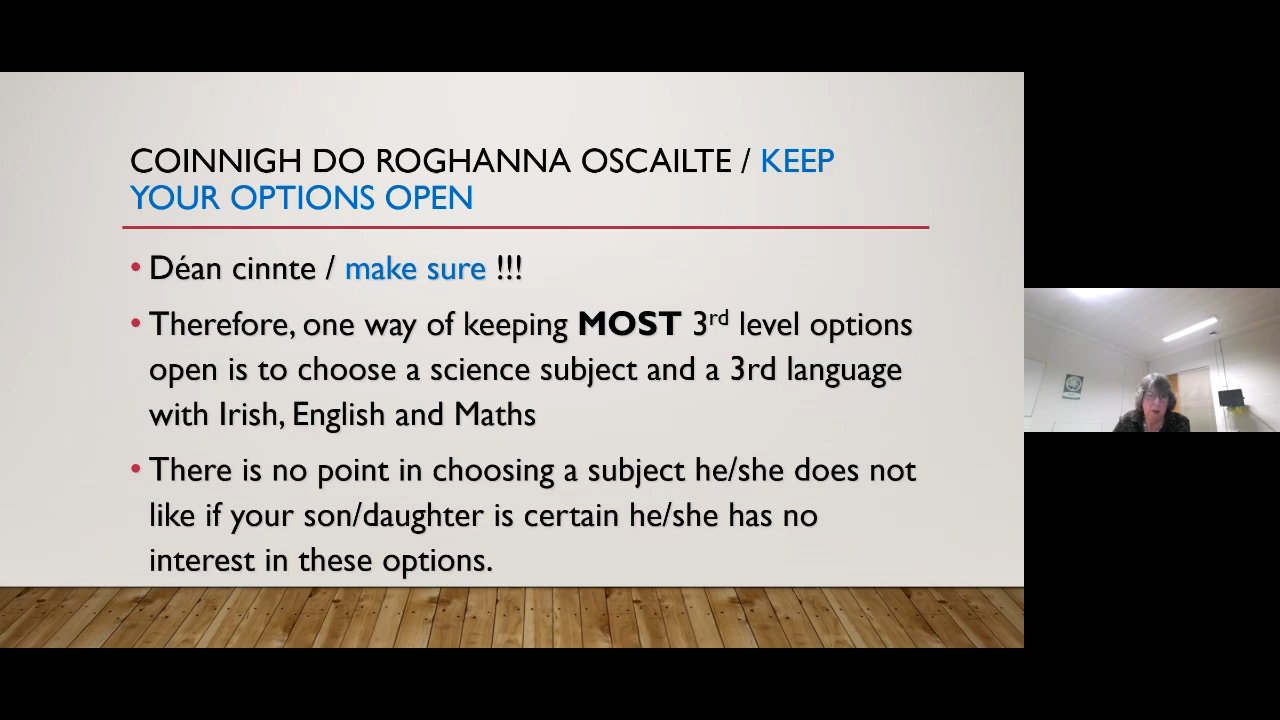 COINNIGH DO ROGHANNA OSCAILTE / KEEP
YOUR OPTIONS OPEN
• Déan cinnte / make sure !!!
• Therefore, one way of keeping MOST 3rd level options
open is to choose a science subject and a 3rd language
with Irish, English and Maths
• There is no point in choosing a subject he/she does not
like if your son/daughter is certain he/she has no
interest in these options.